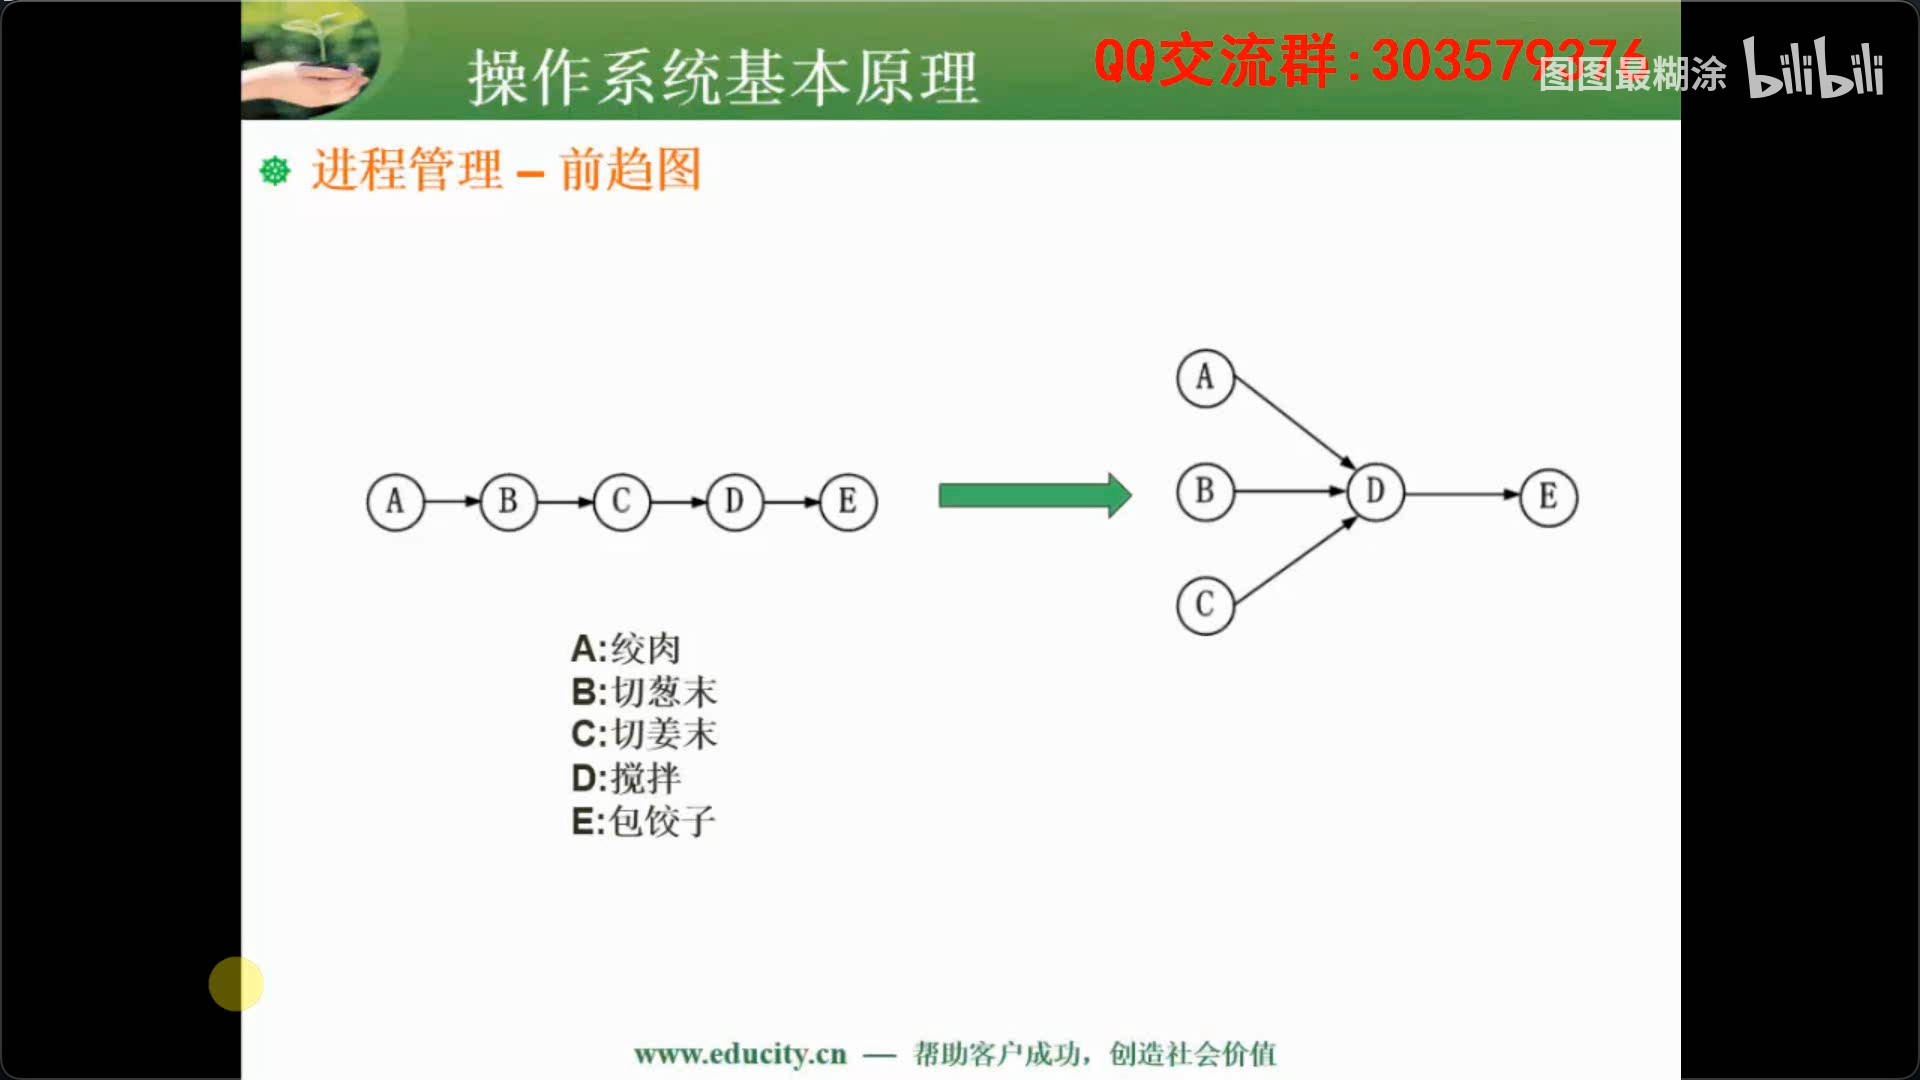 操作系统基本原理
QQ交流群:303579376
图图最糊涂 bilibili
进程管理 – 前趋图
A B C D E
A
B
C
D
E
A:绞肉
B:切葱末
C:切姜末
D:搅拌
E:包饺子
www.educity.cn — 帮助客户成功，创造社会价值